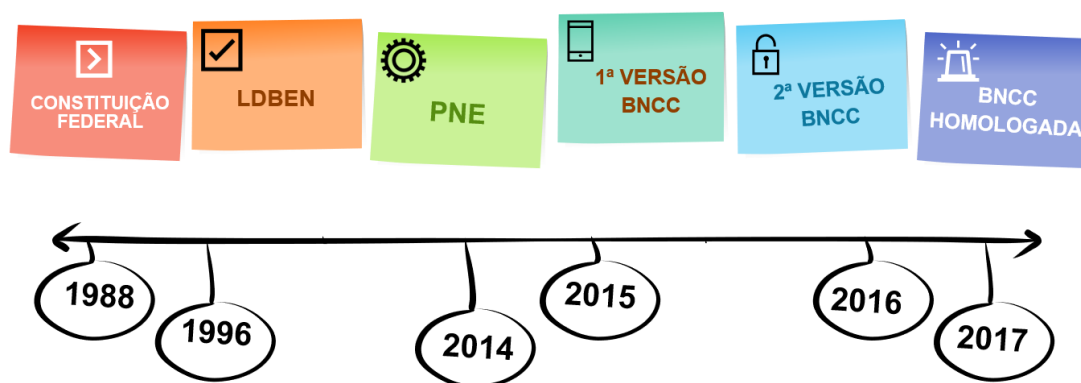 CONSTITUIÇÃO
FEDERAL
LDBEN
PNE
1ª VERSÃO
BNCC
2ª VERSÃO
BNCC
BNCC
HOMOLOGADA
1988
1996
2014
2015
2016
2017